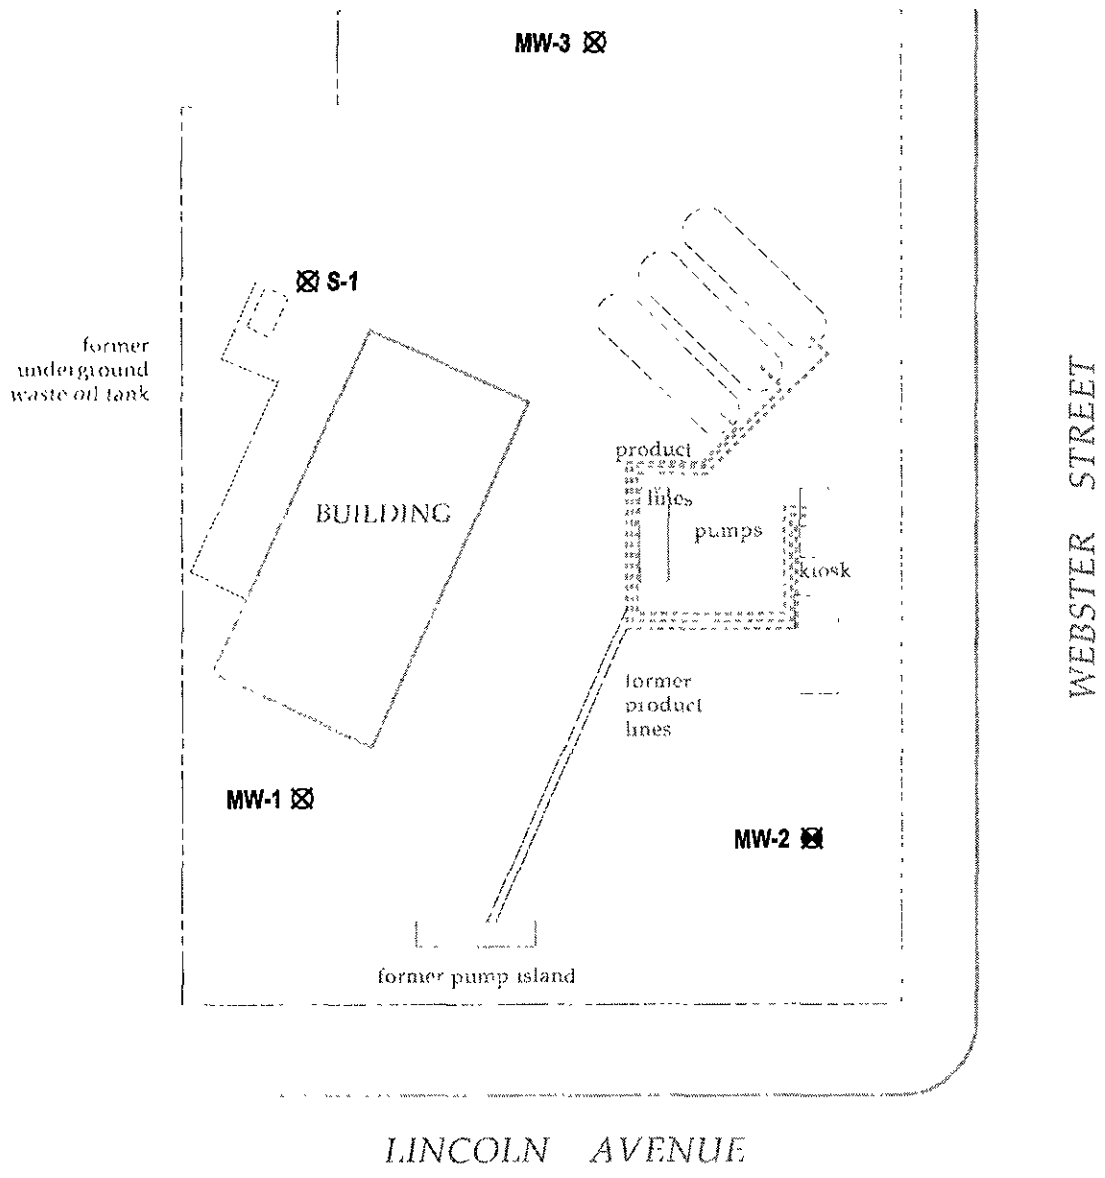 MW-3
S-1
former
underground
waste oil tank
product
lines
BUILDING
pumps
kiosk
former
product
lines
MW-1
MW-2
former pump island
WEBSTER STREET
LINCOLN AVENUE